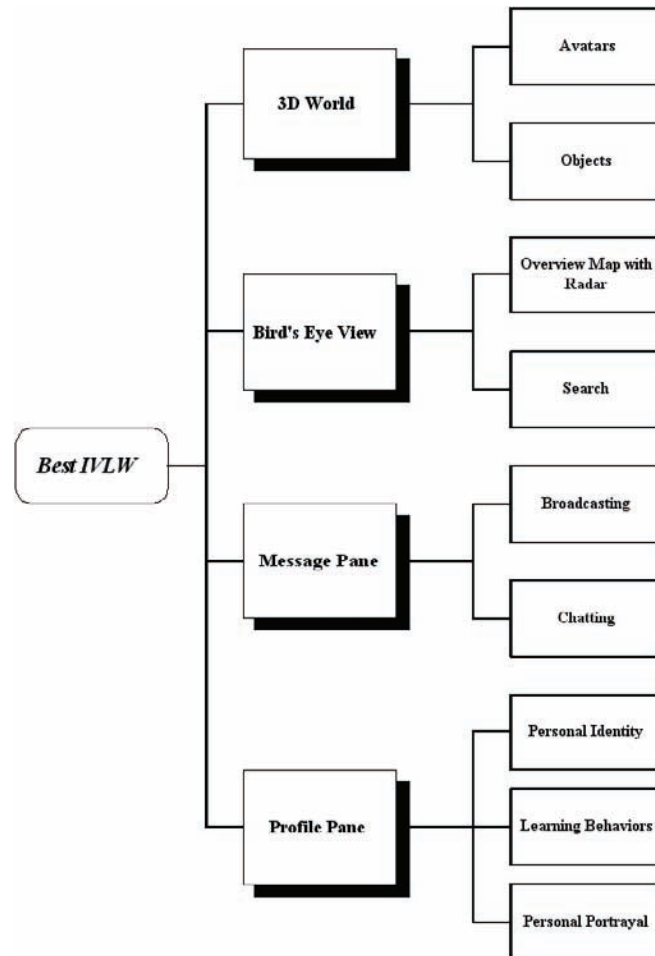 Best IVLW
3D World
Avatars
Objects
Bird's Eye View
Overview Map with
Radar
Search
Message Pane
Broadcasting
Chatting
Profile Pane
Personal Identity
Learning Behaviors
Personal Portrayal